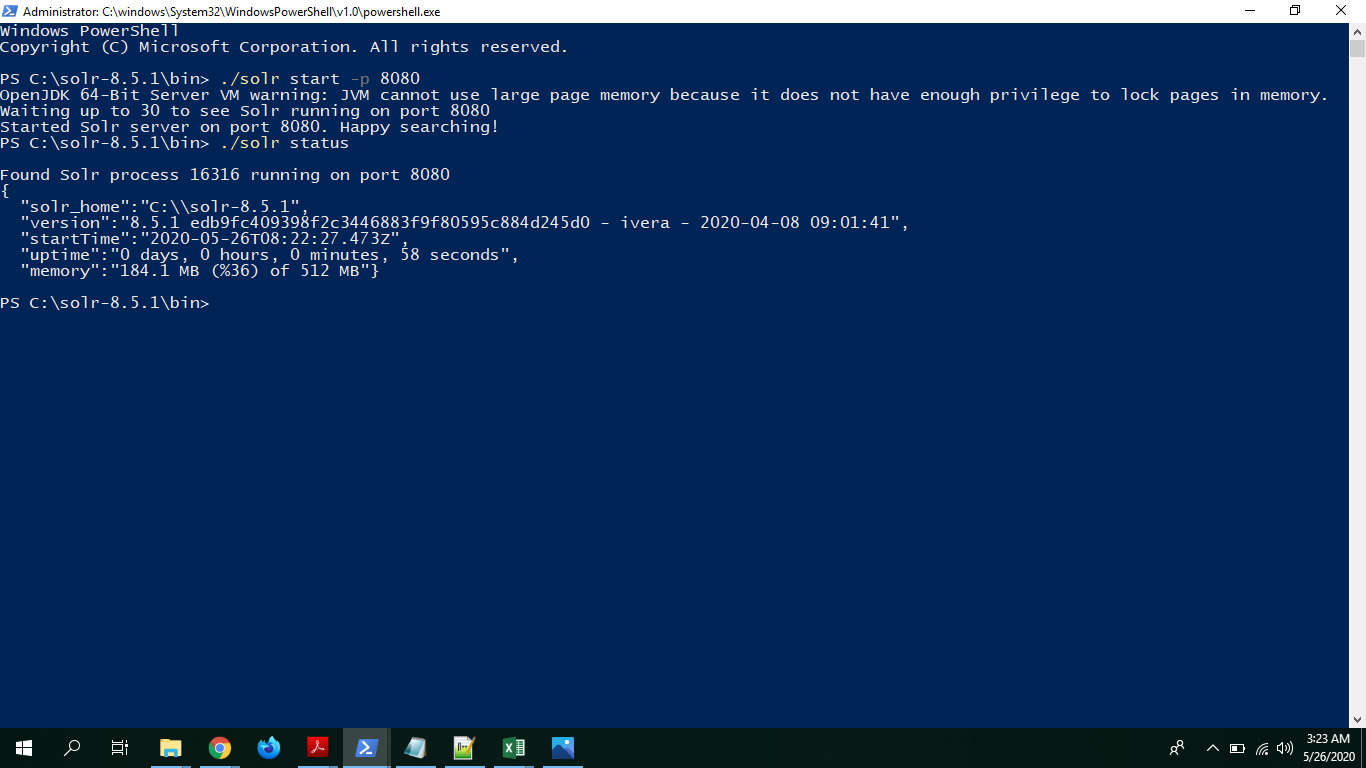 Administrator: C:\windows\System32\WindowsPowerShell\v1.0\powershell.exe
Windows PowerShell
Copyright (C) Microsoft Corporation. All rights reserved.
PS C:\solr-8.5.1\bin> ./solr start -p 8080
OpenJDK 64-Bit Server VM warning: JVM cannot use large page memory because it does not have enough privilege to lock pages in memory.
Waiting up to 30 to see Solr running on port 8080
Started Solr server on port 8080. Happy searching!
PS C:\solr-8.5.1\bin> ./solr status
Found Solr process 16316 running on port 8080
{
  "solr_home":"C:\\solr-8.5.1",
  "version":"8.5.1 edb9fc409398f2c3446883f9f80595c884d245d0 - ivera - 2020-04-08 09:01:41",
  "startTime":"2020-05-26T08:22:27.473Z",
  "uptime":"0 days, 0 hours, 0 minutes, 58 seconds",
  "memory":"184.1 MB (%36) of 512 MB"}
PS C:\solr-8.5.1\bin>
3:23 AM
5/26/2020